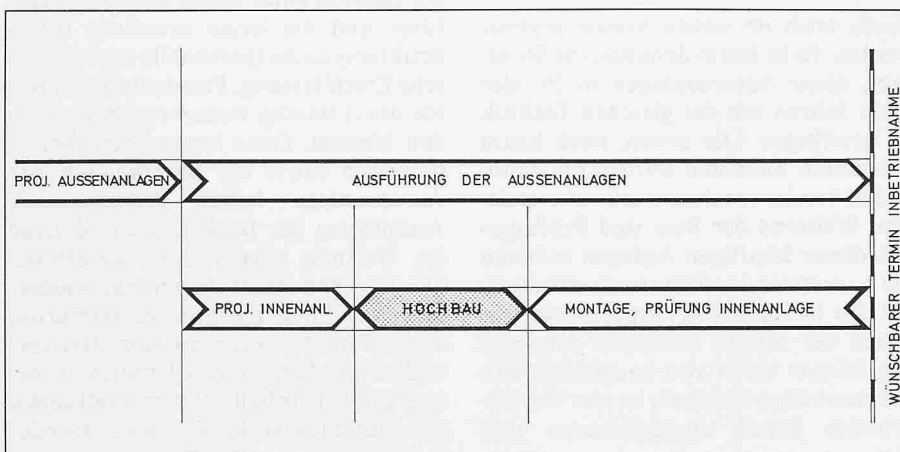 PROJ. AUSSENANLAGEN
AUSFÜHRUNG DER AUSSENANLAGEN
PROJ. INNENANL.
HOCHBAU
MONTAGE, PRÜFUNG INNENANLAGE
WÜNSCHBARER TERMIN INBETRIEBNAHME